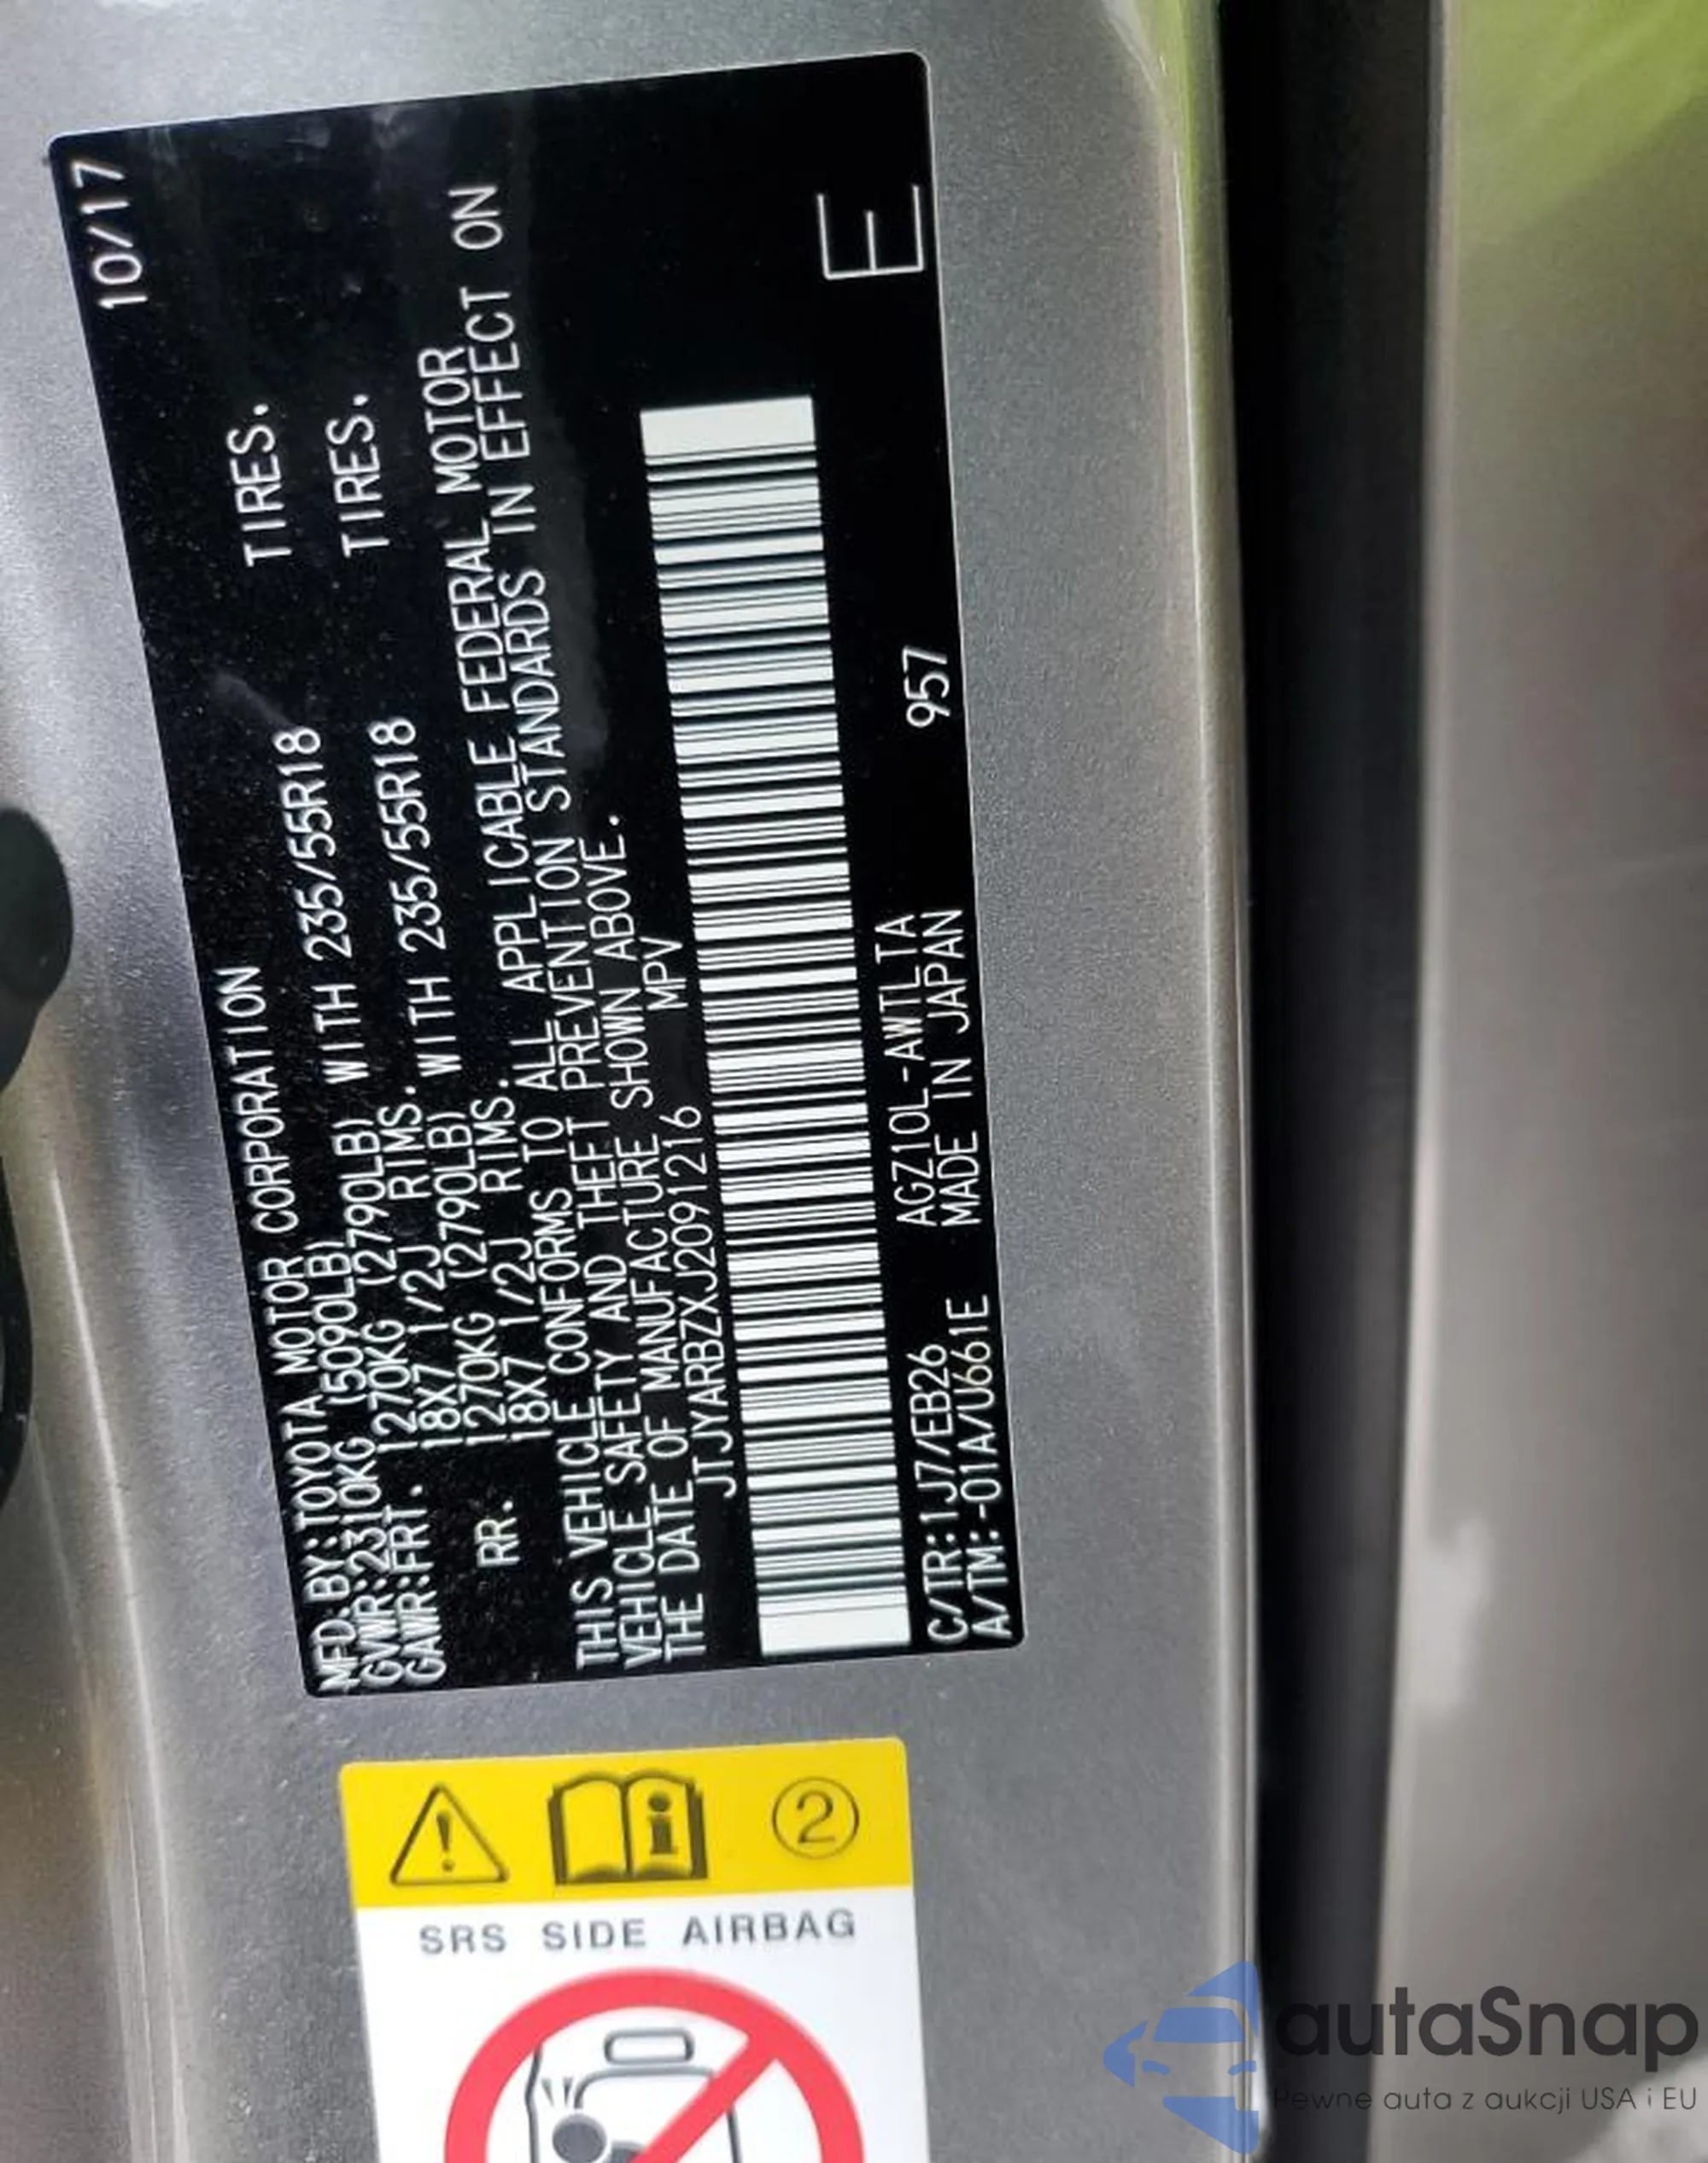 10/17
MFD.BY:TOYOTA MOTOR CORPORATION
GVWR:2310KG (5090LB)
GAWR:FRT. 1270KG (2790LB) WITH 235/55R18 TIRES.
18X7 1/2J RIMS.
RR. 1270KG (2790LB) WITH 235/55R18 TIRES.
18X7 1/2J RIMS.
THIS VEHICLE CONFORMS TO ALL APPLICABLE FEDERAL MOTOR
VEHICLE SAFETY AND THEFT PREVENTION STANDARDS IN EFFECT ON
THE DATE OF MANUFACTURE SHOWN ABOVE.
JTJYARBZXJ2091216 MPV
C/TR:1J7/EB26 AGZ10L-AWTLTA 957 E
A/TM:-01A/U661E MADE IN JAPAN
2
SRS SIDE AIRBAG
autaSnap
Pewne auta z aukcji USA i EU